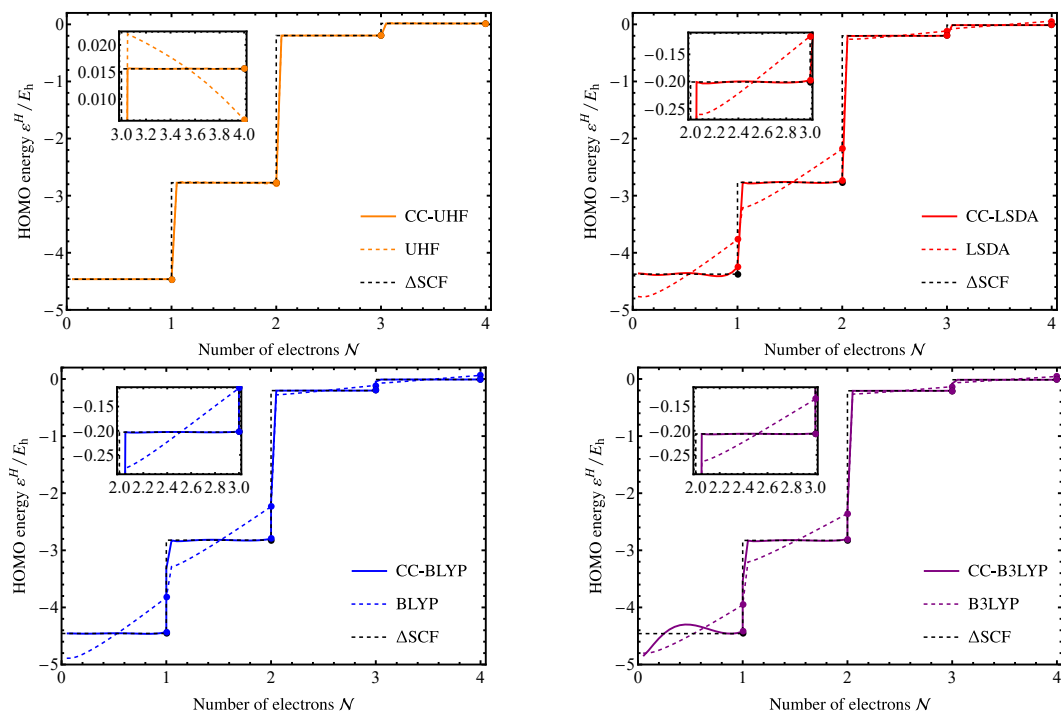 HOMO energy εᴴ/Eₕ
0
−1
−2
−3
−4
−5
0.020
0.015
0.010
3.0 3.2 3.4 3.6 3.8 4.0
CC-UHF
UHF
ΔSCF
0 1 2 3 4
Number of electrons 𝒩
HOMO energy εᴴ/Eₕ
0
−1
−2
−3
−4
−5
−0.15
−0.20
−0.25
2.0 2.2 2.4 2.6 2.8 3.0
CC-LSDA
LSDA
ΔSCF
0 1 2 3 4
Number of electrons 𝒩
HOMO energy εᴴ/Eₕ
0
−1
−2
−3
−4
−5
−0.15
−0.20
−0.25
2.0 2.2 2.4 2.6 2.8 3.0
CC-BLYP
BLYP
ΔSCF
0 1 2 3 4
Number of electrons 𝒩
HOMO energy εᴴ/Eₕ
0
−1
−2
−3
−4
−5
−0.15
−0.20
−0.25
2.0 2.2 2.4 2.6 2.8 3.0
CC-B3LYP
B3LYP
ΔSCF
0 1 2 3 4
Number of electrons 𝒩